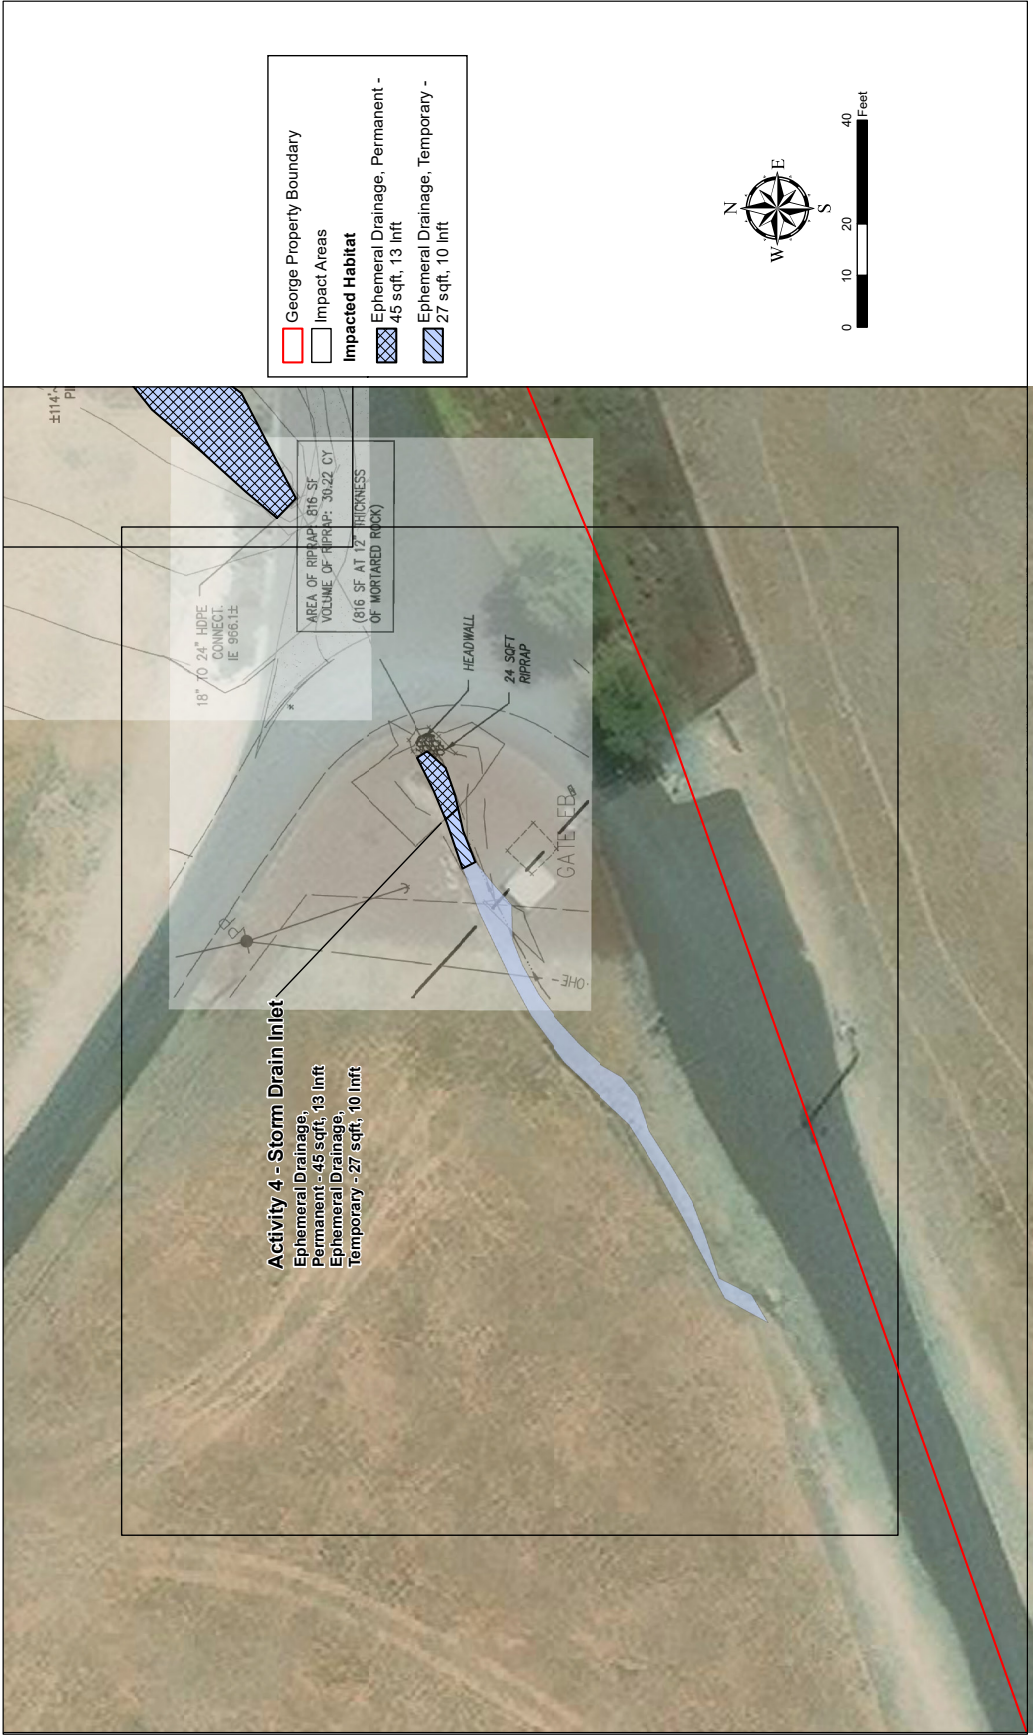 ±114'
PI
18" TO 24" HDPE
CONNECT.
IE 966.1±
AREA OF RIPRAP: 816 SF
VOLUME OF RIPRAP: 30.22 CY
(816 SF AT 12" THICKNESS
OF MORTARED ROCK)
HEADWALL
24 SQFT
RIPRAP
GATE EB
PP
OHE
Activity 4 - Storm Drain Inlet
Ephemeral Drainage,
Permanent - 45 sqft, 13 lnft
Ephemeral Drainage,
Temporary - 27 sqft, 10 lnft
George Property Boundary
Impact Areas
Impacted Habitat
Ephemeral Drainage, Permanent -
45 sqft, 13 lnft
Ephemeral Drainage, Temporary -
27 sqft, 10 lnft
N
W E
S
0 10 20 40
Feet